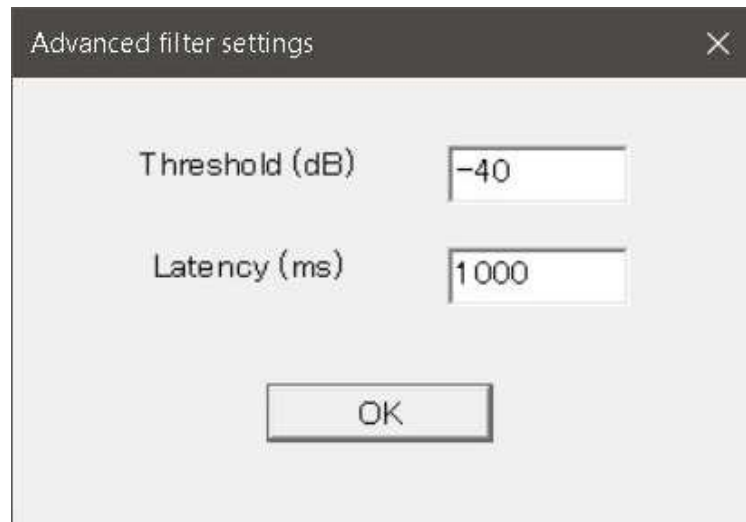 Advanced filter settings
Threshold (dB) -40
Latency (ms) 1000
OK